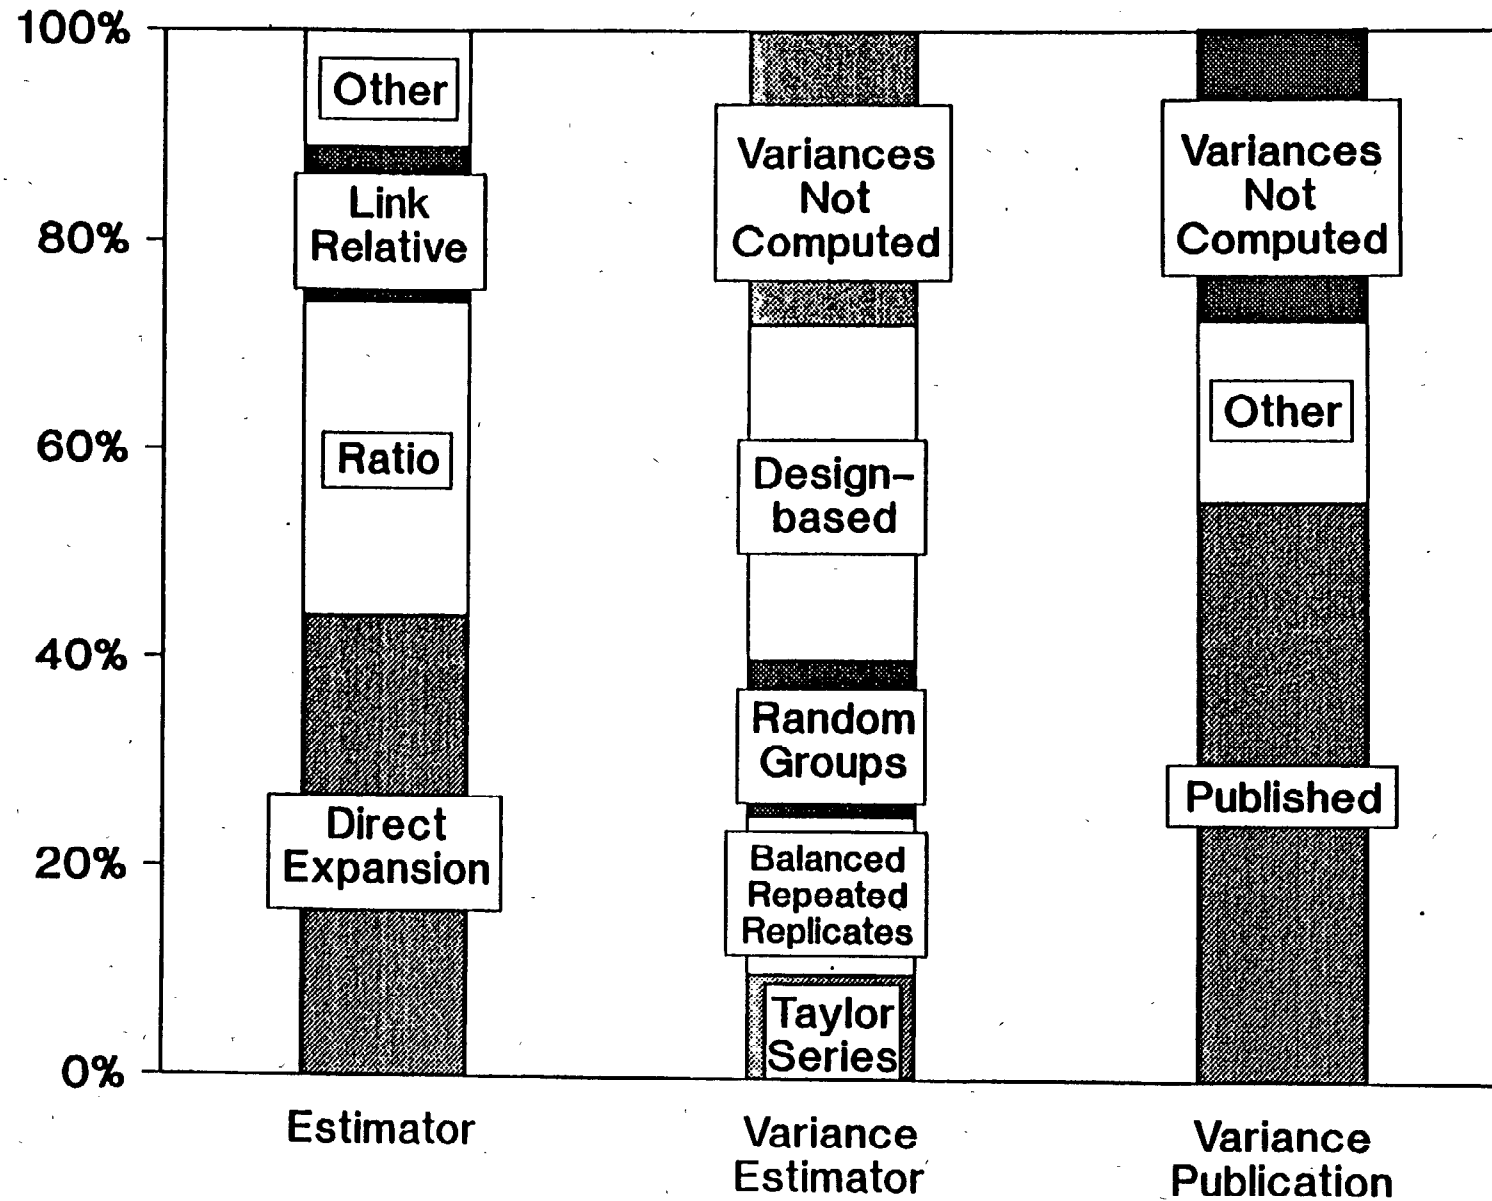 100%
80%
60%
40%
20%
0%
Other
Link
Relative
Ratio
Direct
Expansion
Estimator
Variances
Not
Computed
Design-
based
Random
Groups
Balanced
Repeated
Replicates
Taylor
Series
Variance
Estimator
Variances
Not
Computed
Other
Published
Variance
Publication